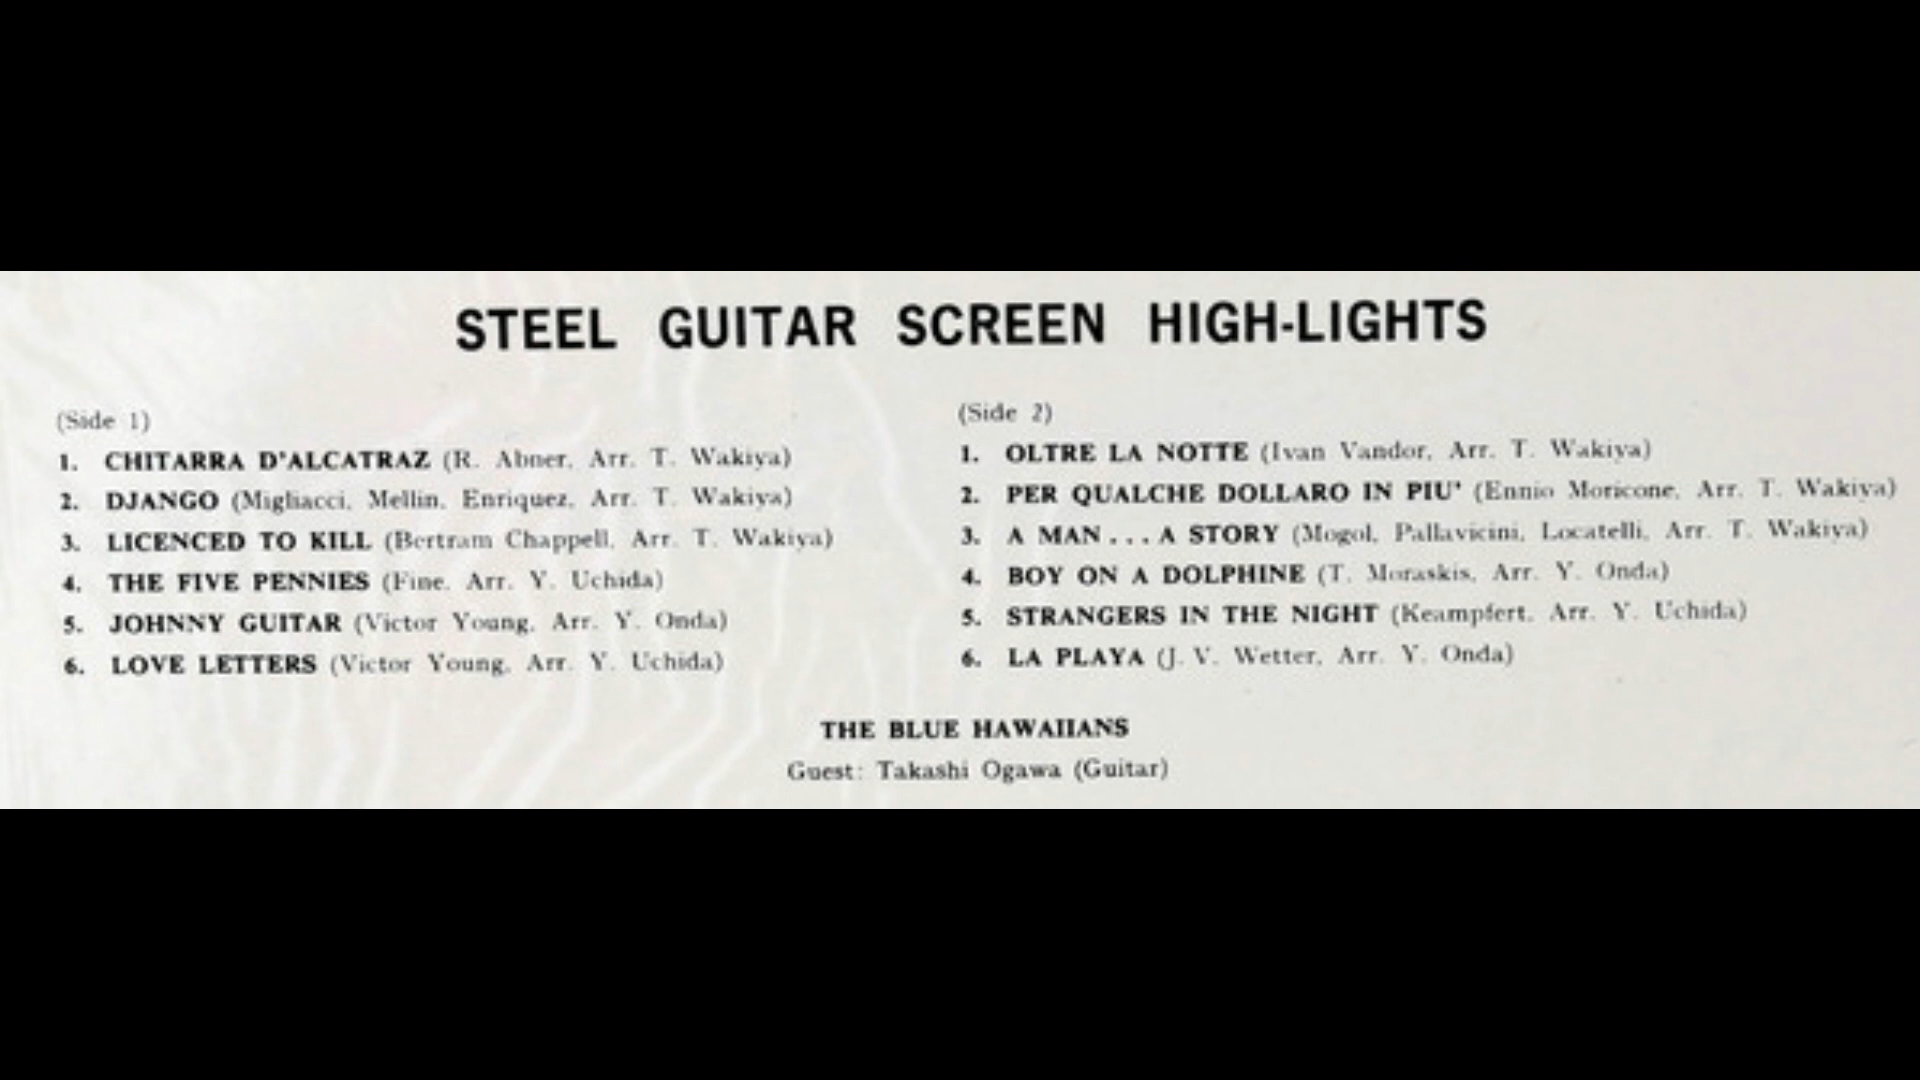 STEEL GUITAR SCREEN HIGH-LIGHTS
(Side 1)
1. CHITARRA D'ALCATRAZ (R. Abner, Arr. T. Wakiya)
2. DJANGO (Migliacci, Mellin, Enriquez, Arr. T. Wakiya)
3. LICENCED TO KILL (Bertram Chappell, Arr. T. Wakiya)
4. THE FIVE PENNIES (Fine, Arr. Y. Uchida)
5. JOHNNY GUITAR (Victor Young, Arr. Y. Onda)
6. LOVE LETTERS (Victor Young, Arr. Y. Uchida)
(Side 2)
1. OLTRE LA NOTTE (Ivan Vandor, Arr. T. Wakiya)
2. PER QUALCHE DOLLARO IN PIU' (Ennio Moricone, Arr. T. Wakiya)
3. A MAN...A STORY (Mogol, Pallavicini, Locatelli, Arr. T. Wakiya)
4. BOY ON A DOLPHINE (T. Moraskis, Arr. Y. Onda)
5. STRANGERS IN THE NIGHT (Keampfert, Arr. Y. Uchida)
6. LA PLAYA (J. V. Wetter, Arr. Y. Onda)
THE BLUE HAWAIIANS
Guest: Takashi Ogawa (Guitar)